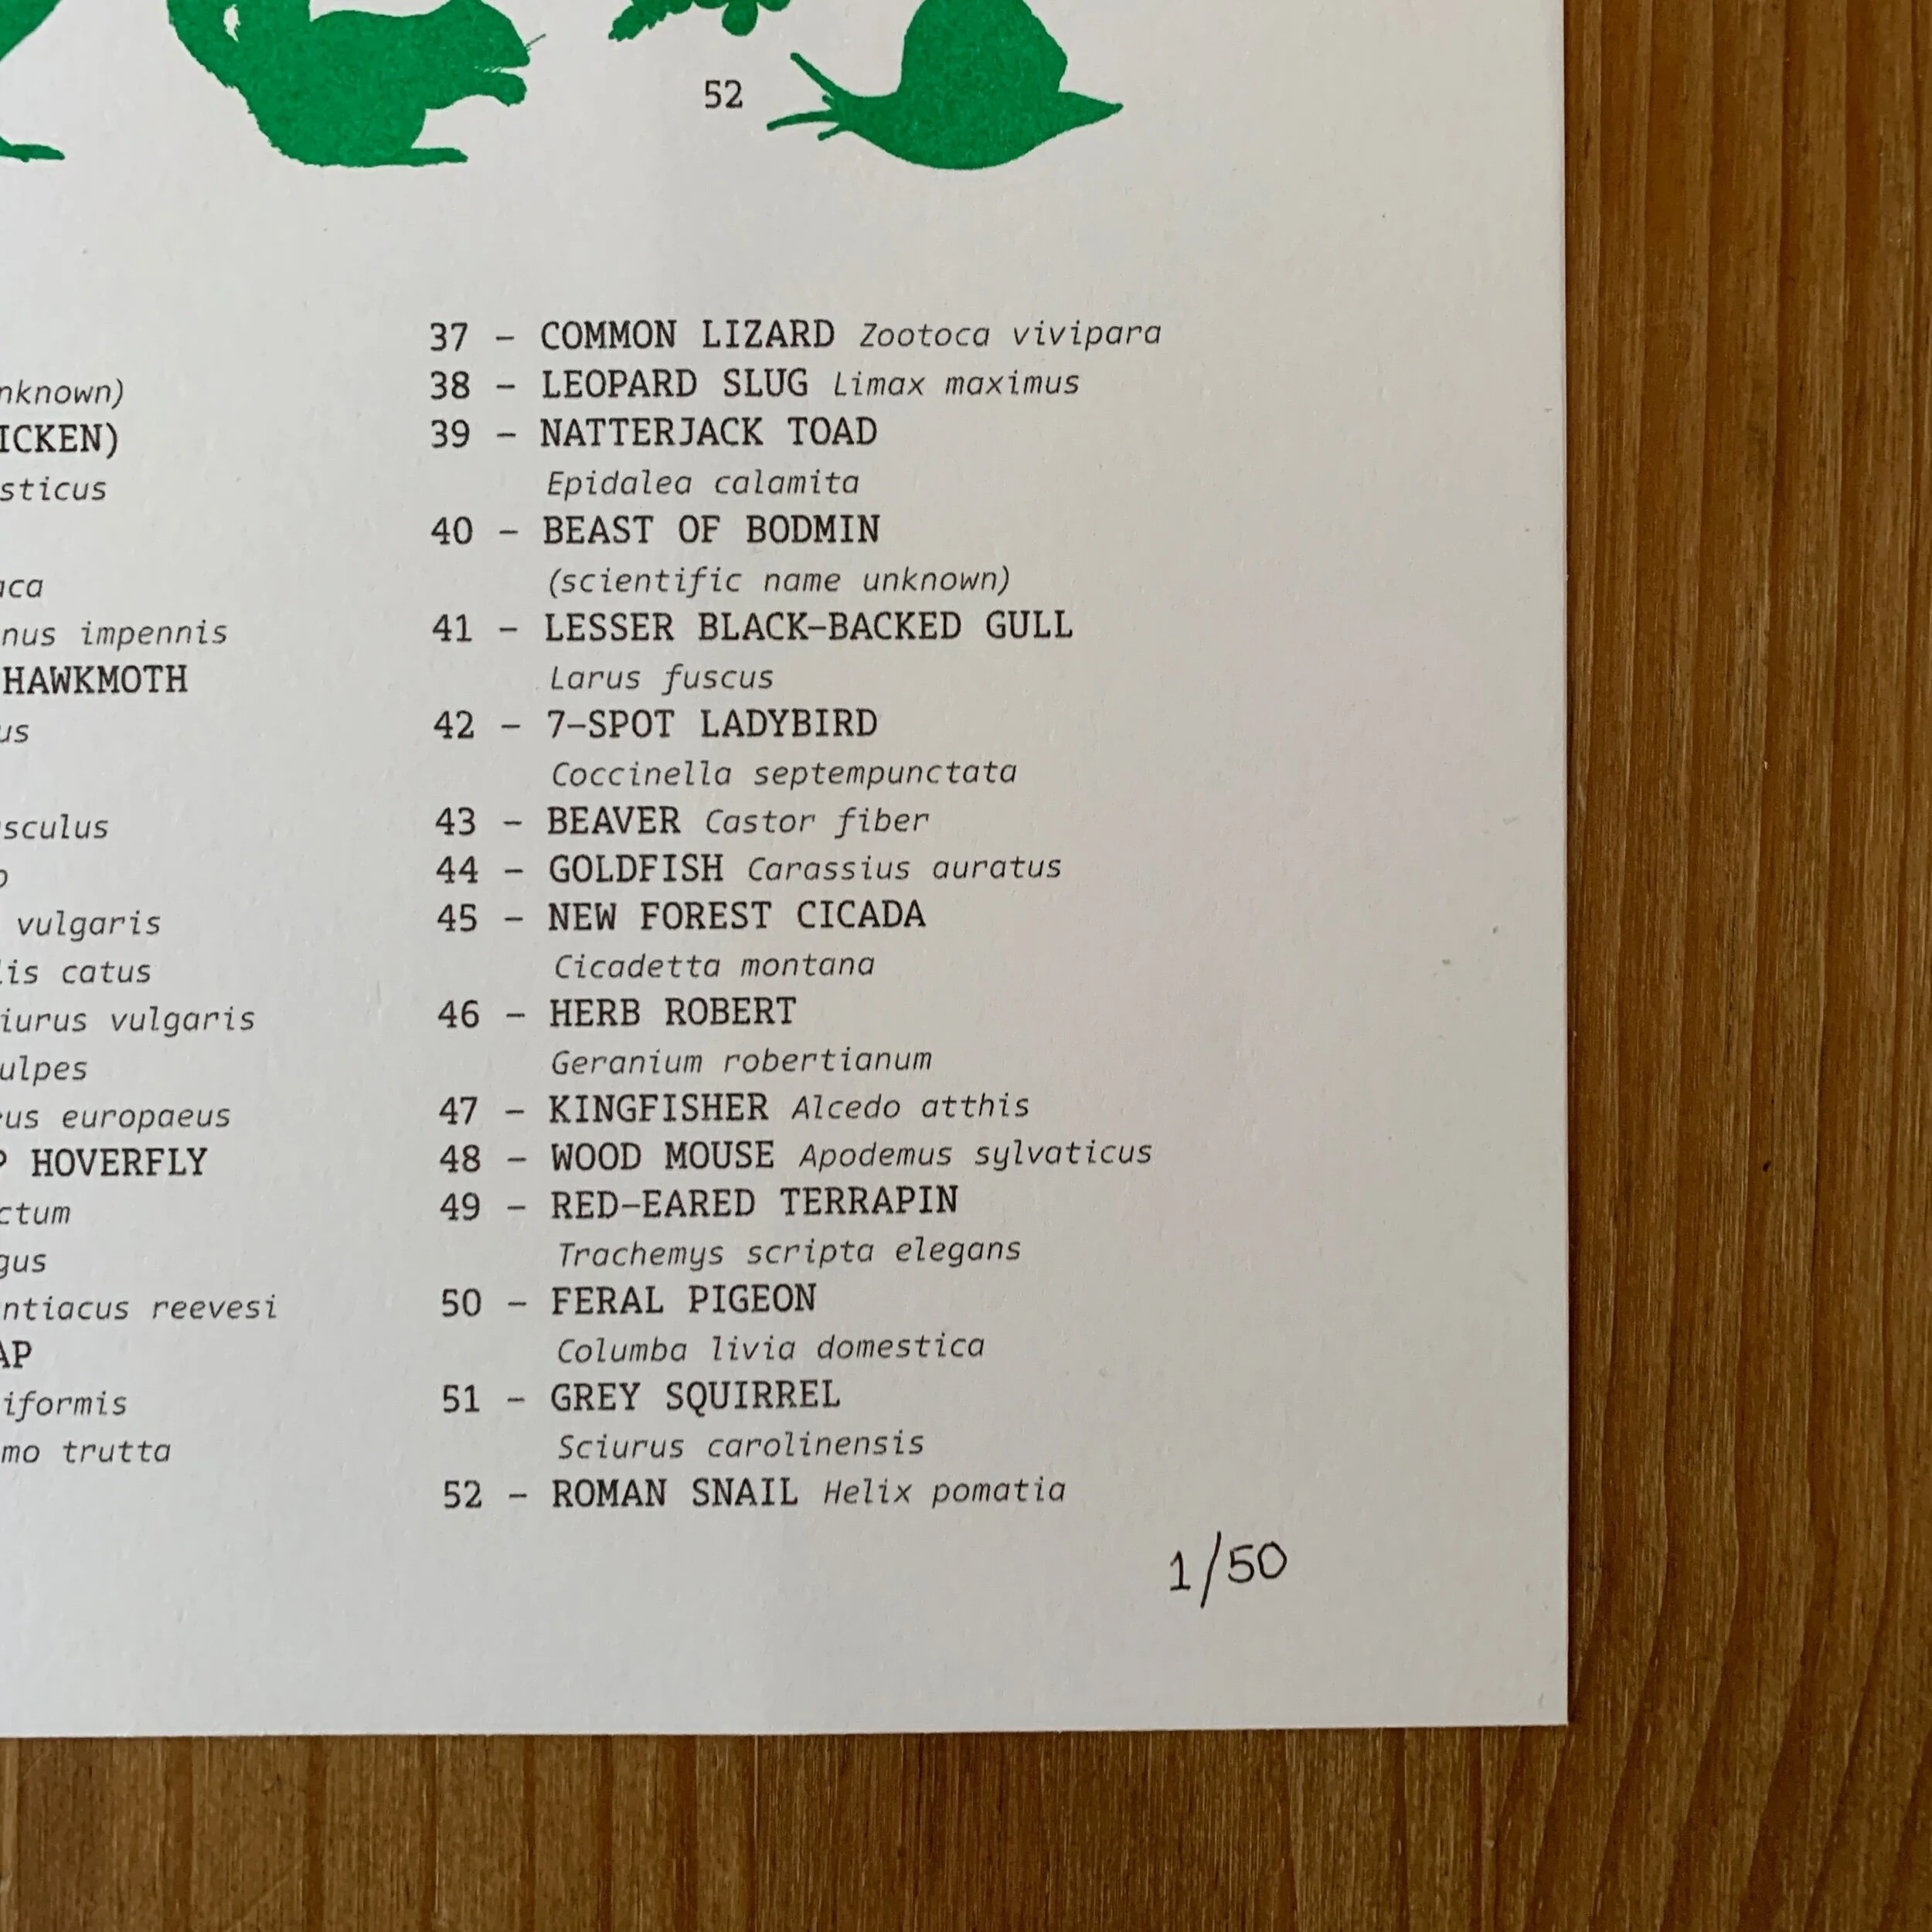 52
nknown)
ICKEN)
sticus
aca
nus impennis
HAWKMOTH
us
sculus
o
vulgaris
lis catus
iurus vulgaris
ulpes
eus europaeus
P HOVERFLY
ctum
gus
ntiacus reevesi
AP
iformis
mo trutta
37 – COMMON LIZARD Zootoca vivipara
38 – LEOPARD SLUG Limax maximus
39 – NATTERJACK TOAD
Epidalea calamita
40 – BEAST OF BODMIN
(scientific name unknown)
41 – LESSER BLACK–BACKED GULL
Larus fuscus
42 – 7–SPOT LADYBIRD
Coccinella septempunctata
43 – BEAVER Castor fiber
44 – GOLDFISH Carassius auratus
45 – NEW FOREST CICADA
Cicadetta montana
46 – HERB ROBERT
Geranium robertianum
47 – KINGFISHER Alcedo atthis
48 – WOOD MOUSE Apodemus sylvaticus
49 – RED–EARED TERRAPIN
Trachemys scripta elegans
50 – FERAL PIGEON
Columba livia domestica
51 – GREY SQUIRREL
Sciurus carolinensis
52 – ROMAN SNAIL Helix pomatia
1/50